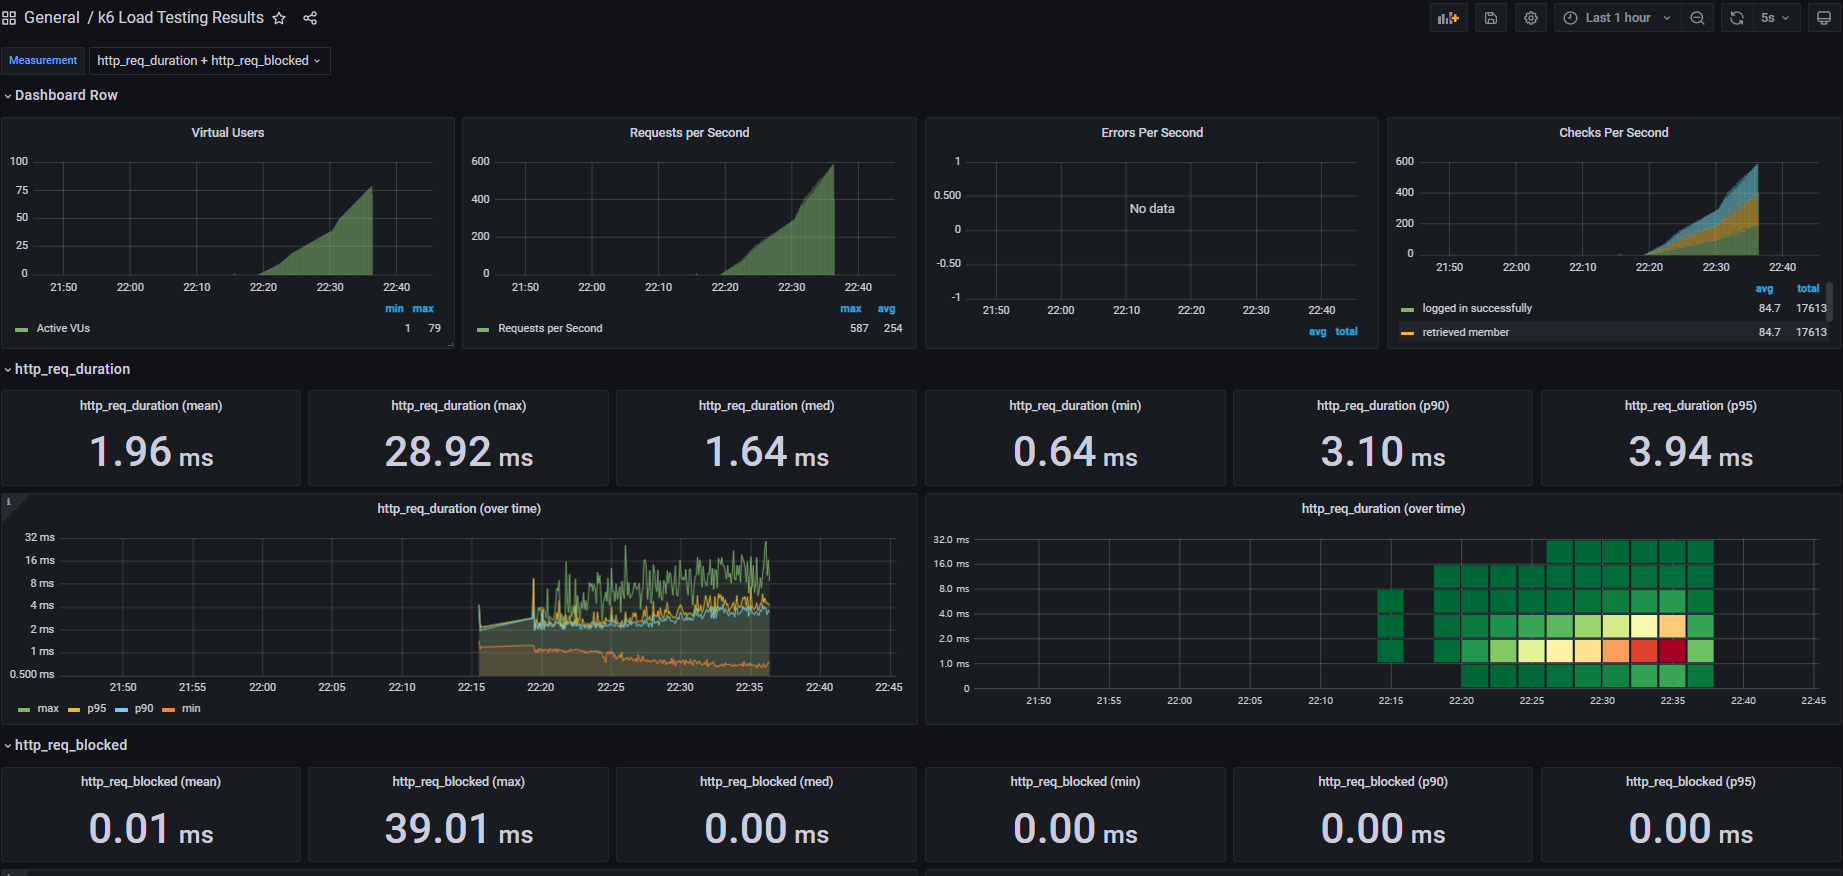 General / k6 Load Testing Results
Last 1 hour
5s
Measurement
http_req_duration + http_req_blocked
Dashboard Row
Virtual Users
100
75
50
25
0
21:50 22:00 22:10 22:20 22:30 22:40
min max
Active VUs 1 79
Requests per Second
600
400
200
0
21:50 22:00 22:10 22:20 22:30 22:40
max avg
Requests per Second 587 254
Errors Per Second
1
0.500
0
-0.50
-1
No data
21:50 22:00 22:10 22:20 22:30 22:40
avg total
Checks Per Second
600
400
200
0
21:50 22:00 22:10 22:20 22:30 22:40
avg total
logged in successfully 84.7 17613
retrieved member 84.7 17613
http_req_duration
http_req_duration (mean)
1.96 ms
http_req_duration (max)
28.92 ms
http_req_duration (med)
1.64 ms
http_req_duration (min)
0.64 ms
http_req_duration (p90)
3.10 ms
http_req_duration (p95)
3.94 ms
i
http_req_duration (over time)
32 ms
16 ms
8 ms
4 ms
2 ms
1 ms
0.500 ms
21:50 21:55 22:00 22:05 22:10 22:15 22:20 22:25 22:30 22:35 22:40 22:45
max p95 p90 min
http_req_duration (over time)
32.0 ms
16.0 ms
8.0 ms
4.0 ms
2.0 ms
1.0 ms
0
21:50 21:55 22:00 22:05 22:10 22:15 22:20 22:25 22:30 22:35 22:40 22:45
http_req_blocked
http_req_blocked (mean)
0.01 ms
http_req_blocked (max)
39.01 ms
http_req_blocked (med)
0.00 ms
http_req_blocked (min)
0.00 ms
http_req_blocked (p90)
0.00 ms
http_req_blocked (p95)
0.00 ms